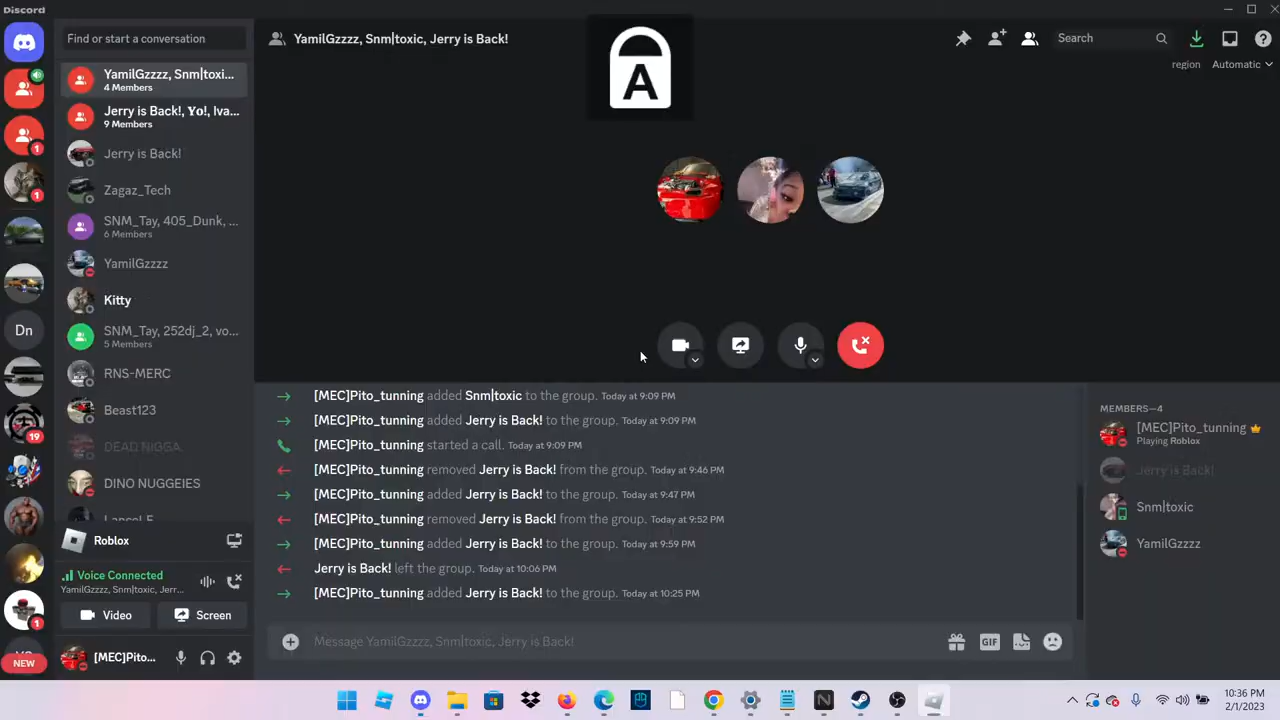 Discord
Find or start a conversation
YamilGzzzz, Snm|toxic, Jerry is Back!
Search
region
Automatic
A
YamilGzzzz, Snm|toxi...
4 Members
Jerry is Back!, Yo!, Iva...
9 Members
Jerry is Back!
Zagaz_Tech
SNM_Tay, 405_Dunk, ...
6 Members
YamilGzzzz
Kitty
SNM_Tay, 252dj_2, vo...
5 Members
RNS-MERC
Beast123
DEAD NIGGA
DINO NUGGEIES
1
1
Dn
19
1
NEW
[MEC]Pito_tunning added Snm|toxic to the group. Today at 9:09 PM
[MEC]Pito_tunning added Jerry is Back! to the group. Today at 9:09 PM
[MEC]Pito_tunning started a call. Today at 9:09 PM
[MEC]Pito_tunning removed Jerry is Back! from the group. Today at 9:46 PM
[MEC]Pito_tunning added Jerry is Back! to the group. Today at 9:47 PM
[MEC]Pito_tunning removed Jerry is Back! from the group. Today at 9:52 PM
[MEC]Pito_tunning added Jerry is Back! to the group. Today at 9:59 PM
Jerry is Back! left the group. Today at 10:06 PM
[MEC]Pito_tunning added Jerry is Back! to the group. Today at 10:25 PM
Message YamilGzzzz, Snm|toxic, Jerry is Back!
GIF
MEMBERS—4
[MEC]Pito_tunning
Playing Roblox
Jerry is Back!
Snm|toxic
YamilGzzzz
Roblox
Voice Connected
YamilGzzzz, Snm|toxic, Jerr...
Video
Screen
[MEC]Pito...
10:36 PM
2/1/2023